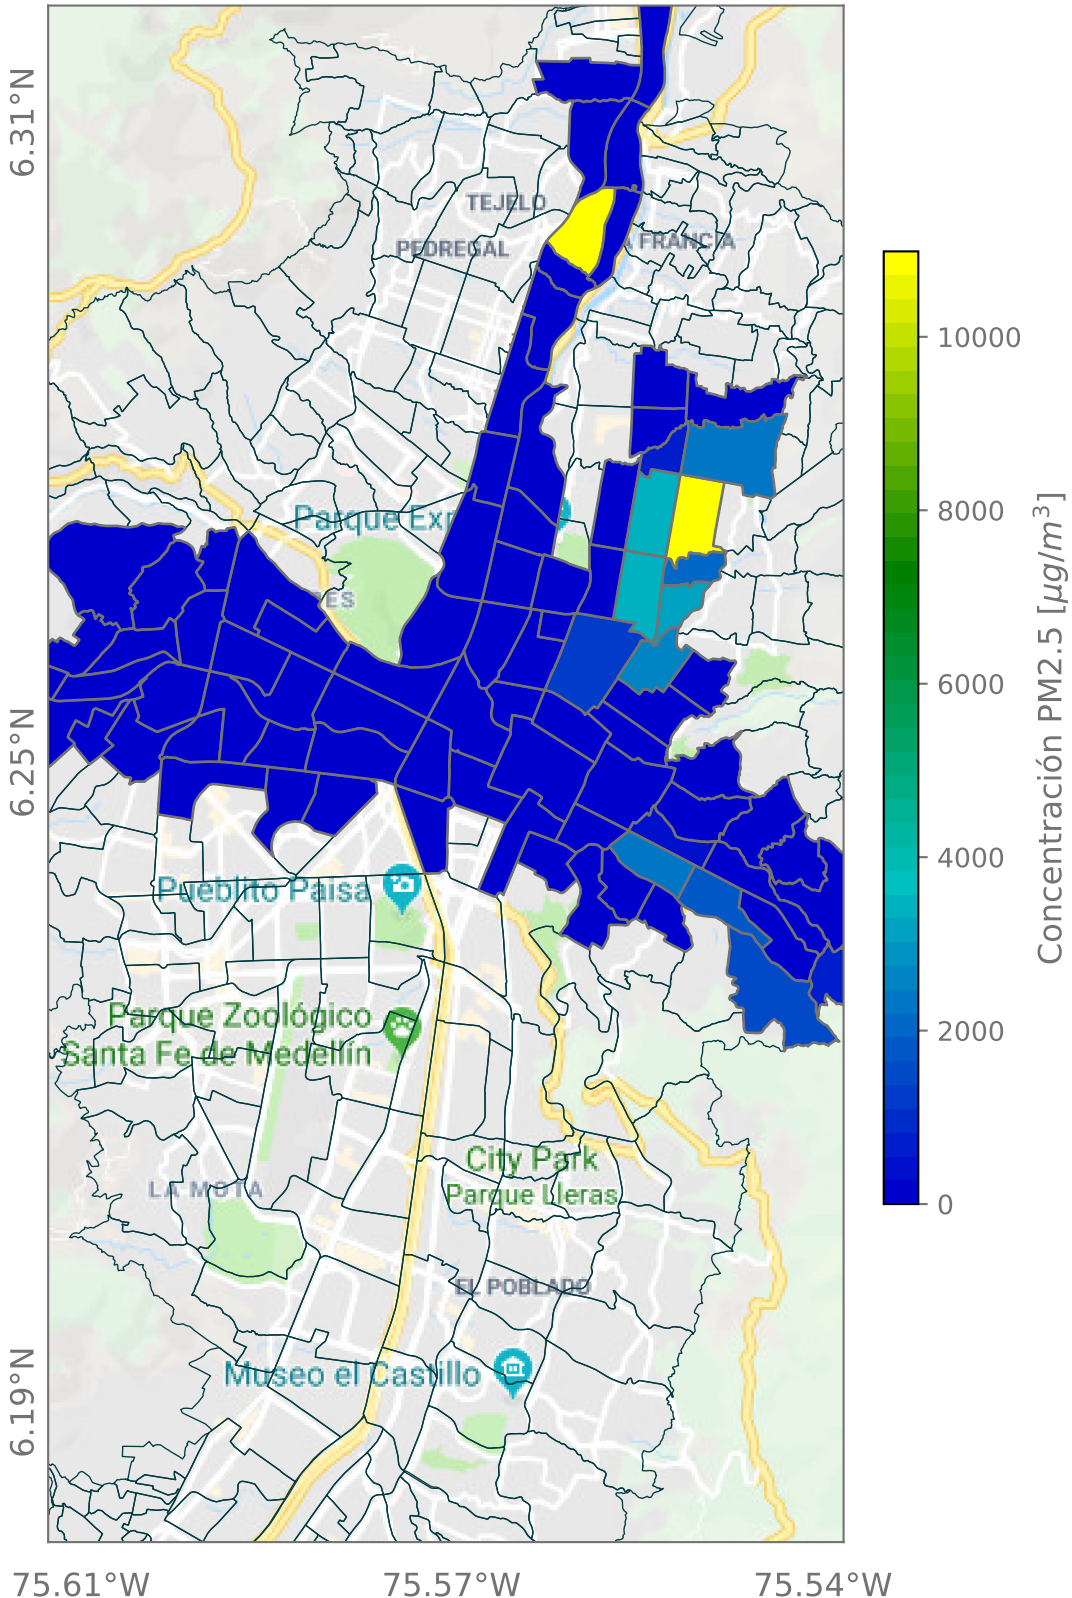 6.31°N
TEJELO
PEDREGAL
A FRANCIA
10000
Parque Exp
8000
ES
6000
6.25°N
4000
Concentración PM2.5 [μg/m³]
Pueblito Paisa
Parque Zoológico
Santa Fe de Medellín
2000
City Park
Parque Lleras
LA MOTA
0
EL POBLADO
Museo el Castillo
6.19°N
75.61°W
75.57°W
75.54°W